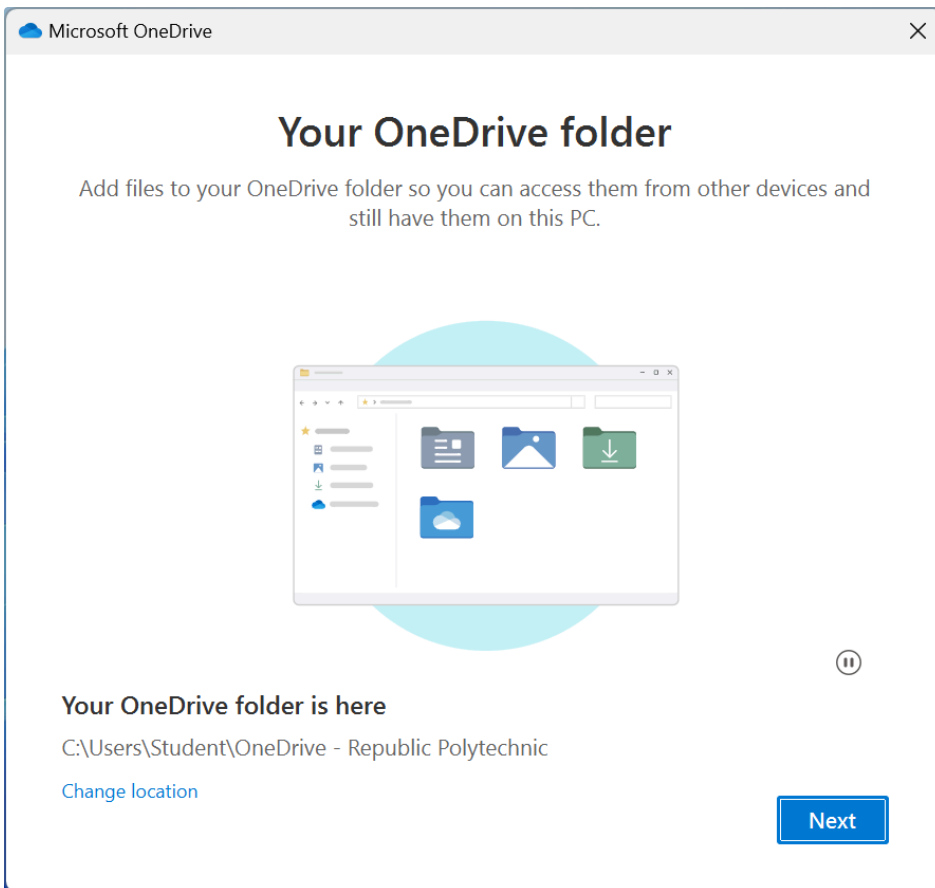 Microsoft OneDrive
Your OneDrive folder
Add files to your OneDrive folder so you can access them from other devices and
still have them on this PC.
Your OneDrive folder is here
C:\Users\Student\OneDrive - Republic Polytechnic
Change location
Next